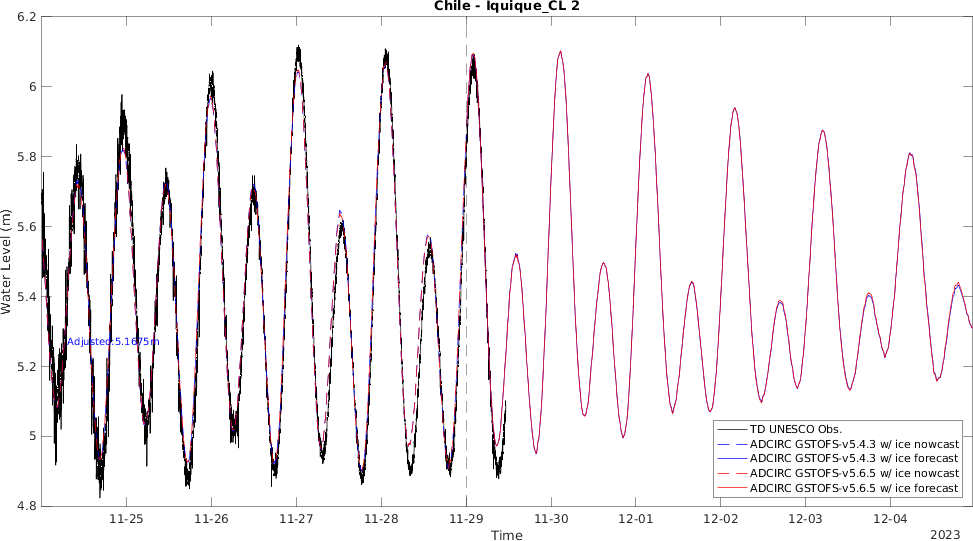 Chile - Iquique_CL 2
6.2
6
5.8
5.6
5.4
5.2
5
4.8
Water Level (m)
Adjusted:5.1675m
TD UNESCO Obs.
ADCIRC GSTOFS-v5.4.3 w/ ice nowcast
ADCIRC GSTOFS-v5.4.3 w/ ice forecast
ADCIRC GSTOFS-v5.6.5 w/ ice nowcast
ADCIRC GSTOFS-v5.6.5 w/ ice forecast
11-25 11-26 11-27 11-28 11-29 11-30 12-01 12-02 12-03 12-04
Time
2023